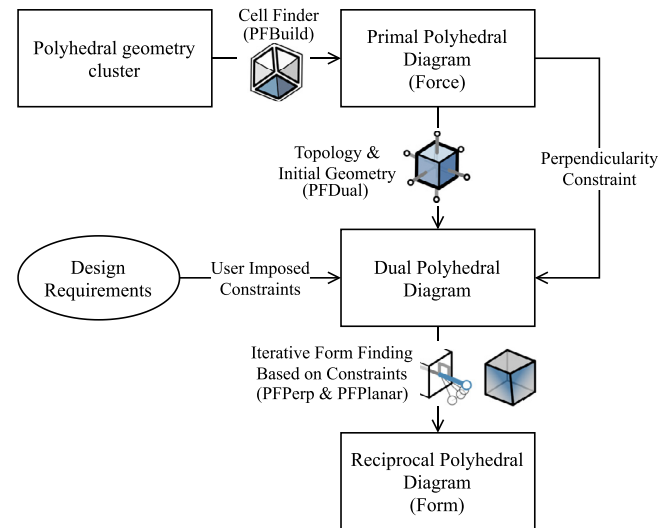 Polyhedral geometry
cluster
Cell Finder
(PFBuild)
Primal Polyhedral
Diagram
(Force)
Topology &
Initial Geometry
(PFDual)
Perpendicularity
Constraint
Design
Requirements
User Imposed
Constraints
Dual Polyhedral
Diagram
Iterative Form Finding
Based on Constraints
(PFPerp & PFPlanar)
Reciprocal Polyhedral
Diagram
(Form)